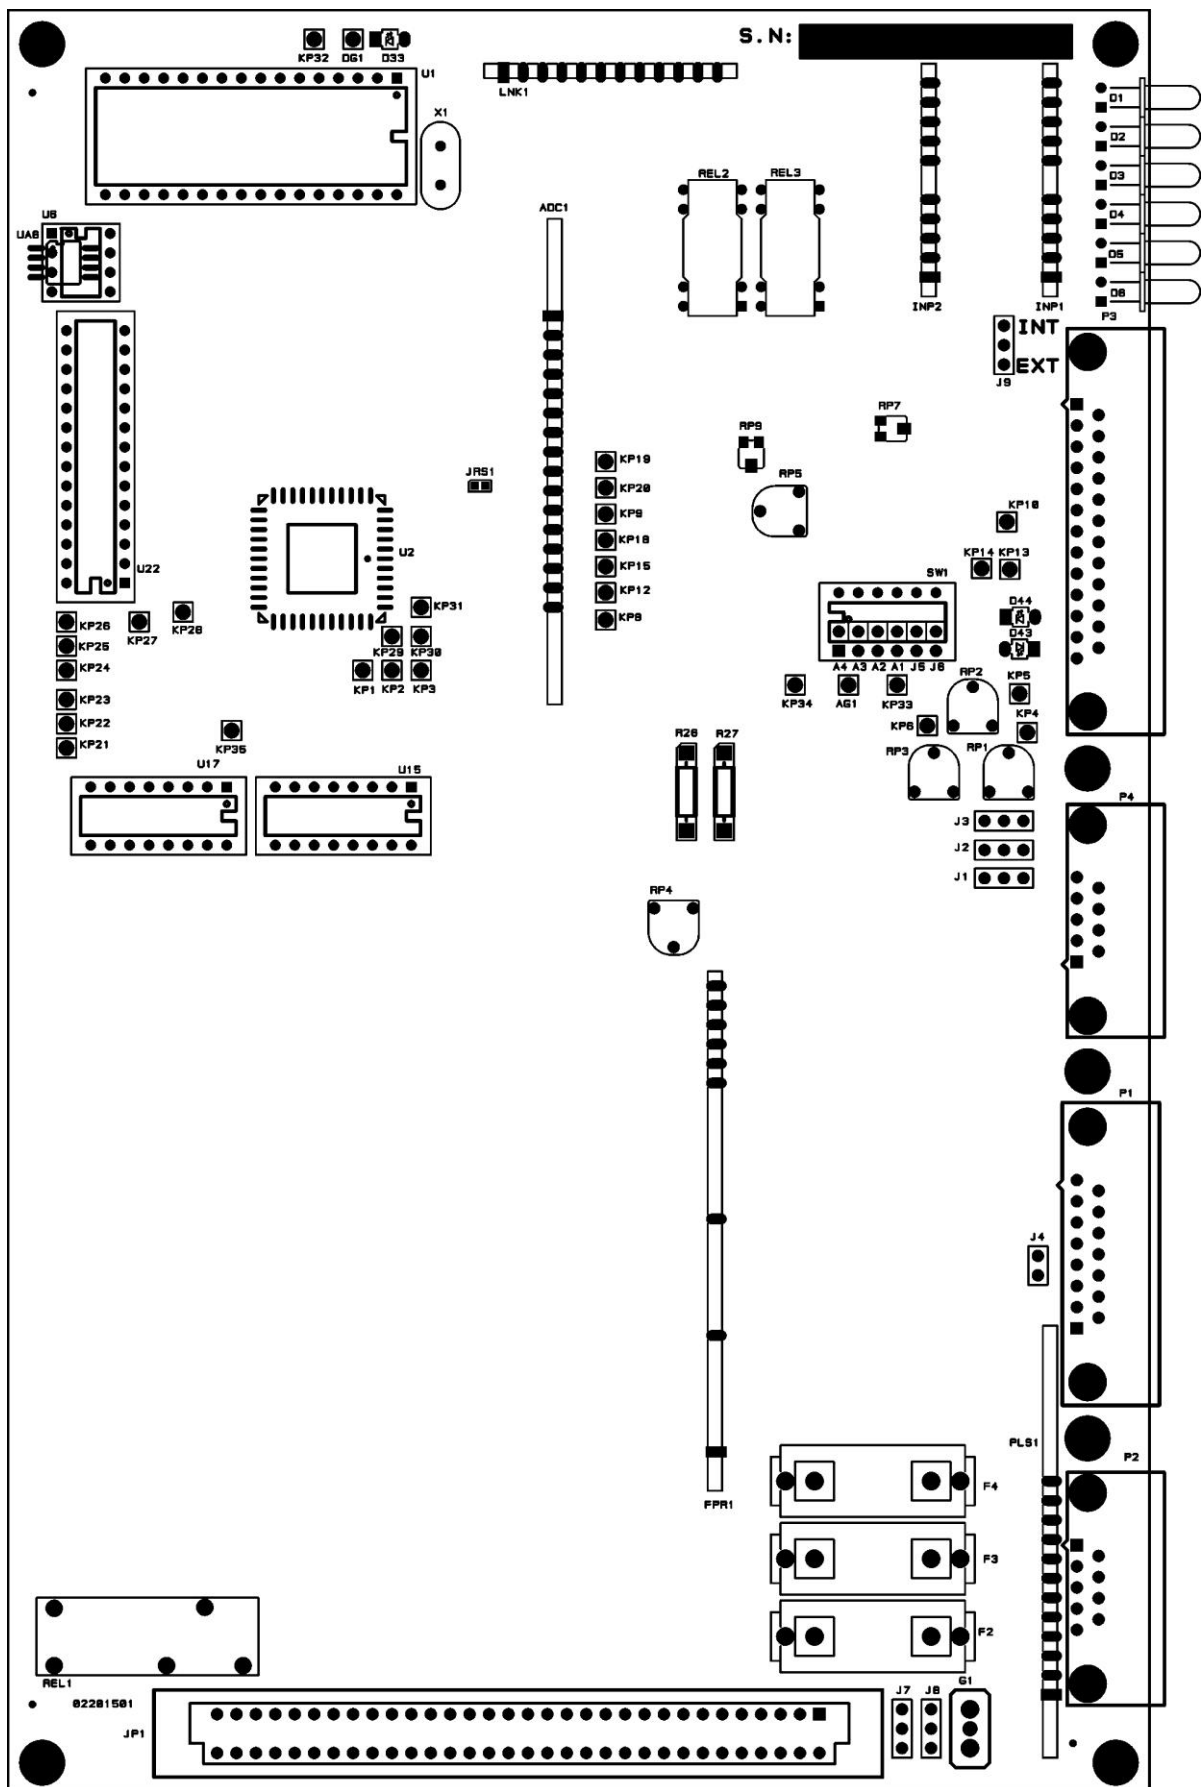 S.N:
KP32 DG1 D33
U1
LNK1
X1
D1
D2
D3
D4
D5
D6
REL2 REL3
ADC1
U6
UA6
INP2 INP1
P3
INT
EXT
J9
RP7
RP9
RP5
JRS1
KP19
KP20
KP9
KP18
KP15
KP12
KP8
KP10
KP14 KP13
U2
U22
SW1
D44
D43
A4 A3 A2 A1 J5 J6
KP31
KP26
KP27
KP28
KP25
KP24
KP29 KP30
KP1 KP2 KP3
KP23
KP22
KP21
KP35
KP34 AG1 KP33
RP2
KP5
KP6
KP4
RP3 RP1
R26 R27
U17 U15
P4
J3
J2
J1
RP4
P1
J4
PLS1
P2
FPR1
F4
F3
F2
REL1
02201501
JP1
J7 J8 G1